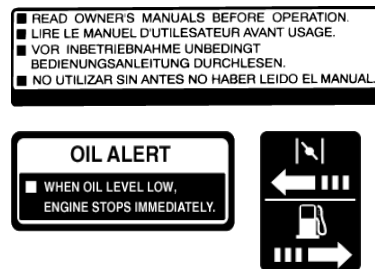 READ OWNER'S MANUALS BEFORE OPERATION.
LIRE LE MANUEL D'UTILESATEUR AVANT USAGE.
VOR INBETRIEBNAHME UNBEDINGT
BEDIENUNGSANLEITUNG DURCHLESEN.
NO UTILIZAR SIN ANTES NO HABER LEIDO EL MANUAL.
OIL ALERT
WHEN OIL LEVEL LOW,
ENGINE STOPS IMMEDIATELY.